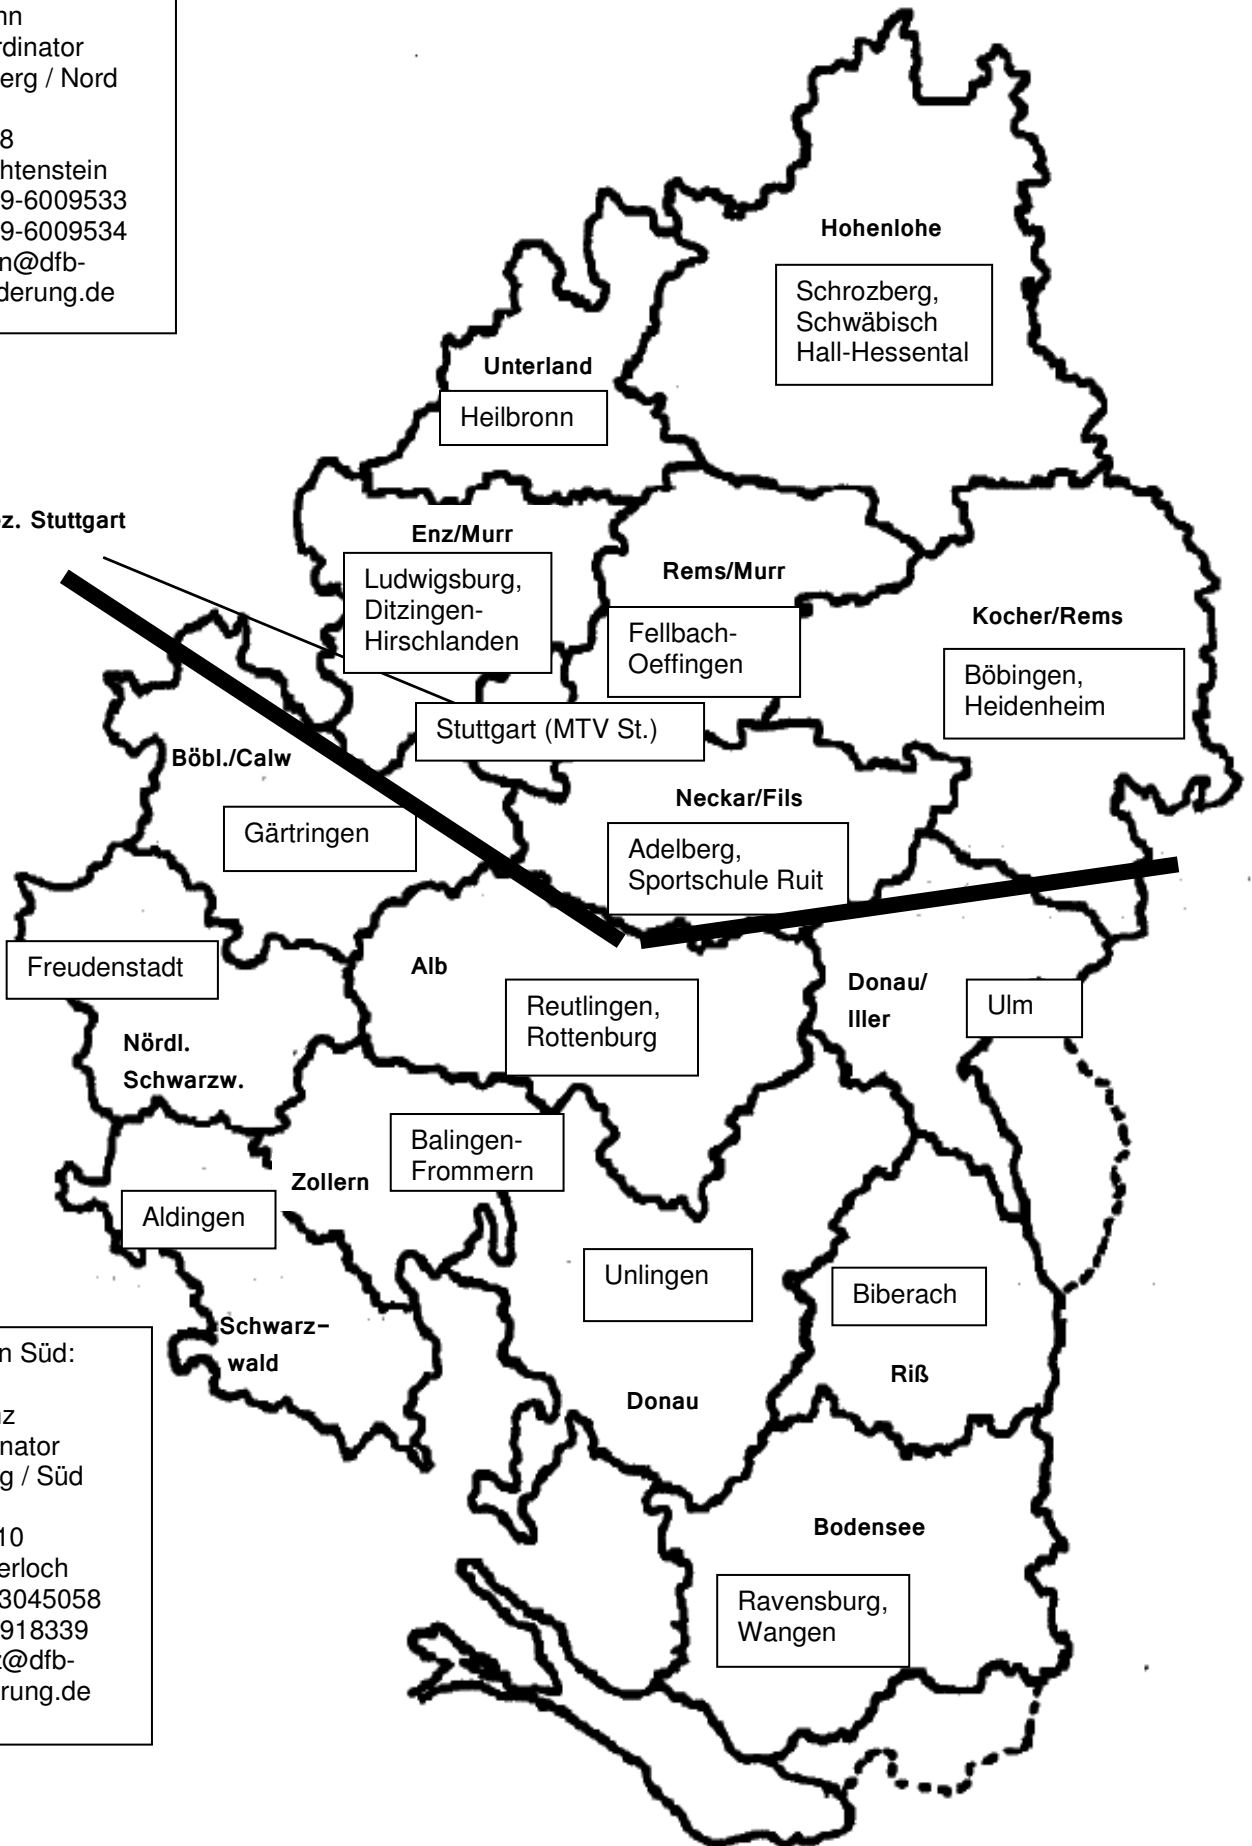 nn
rdinator
erg / Nord
8
htenstein
9-6009533
9-6009534
n@dfb-
derung.de
Hohenlohe
Schrozberg,
Schwäbisch
Hall-Hessental
Unterland
Heilbronn
ez. Stuttgart
Enz/Murr
Ludwigsburg,
Ditzingen-
Hirschlanden
Rems/Murr
Fellbach-
Oeffingen
Kocher/Rems
Böbingen,
Heidenheim
Stuttgart (MTV St.)
Böbl./Calw
Gärtringen
Neckar/Fils
Adelberg,
Sportschule Ruit
Freudenstadt
Nördl.
Schwarzw.
Alb
Reutlingen,
Rottenburg
Donau/
Iller
Ulm
Balingen-
Frommern
Zollern
Aldingen
Schwarz-
wald
Unlingen
Donau
Biberach
Riß
n Süd:
nz
nator
g / Süd
10
erloch
3045058
918339
z@dfb-
rung.de
Bodensee
Ravensburg,
Wangen